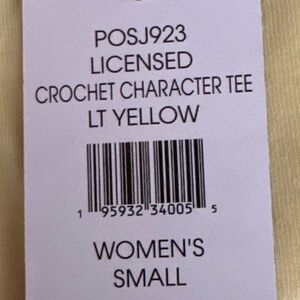 POSJ923
LICENSED
CROCHET CHARACTER TEE
LT YELLOW
1 95932 34005 5
WOMEN'S
SMALL